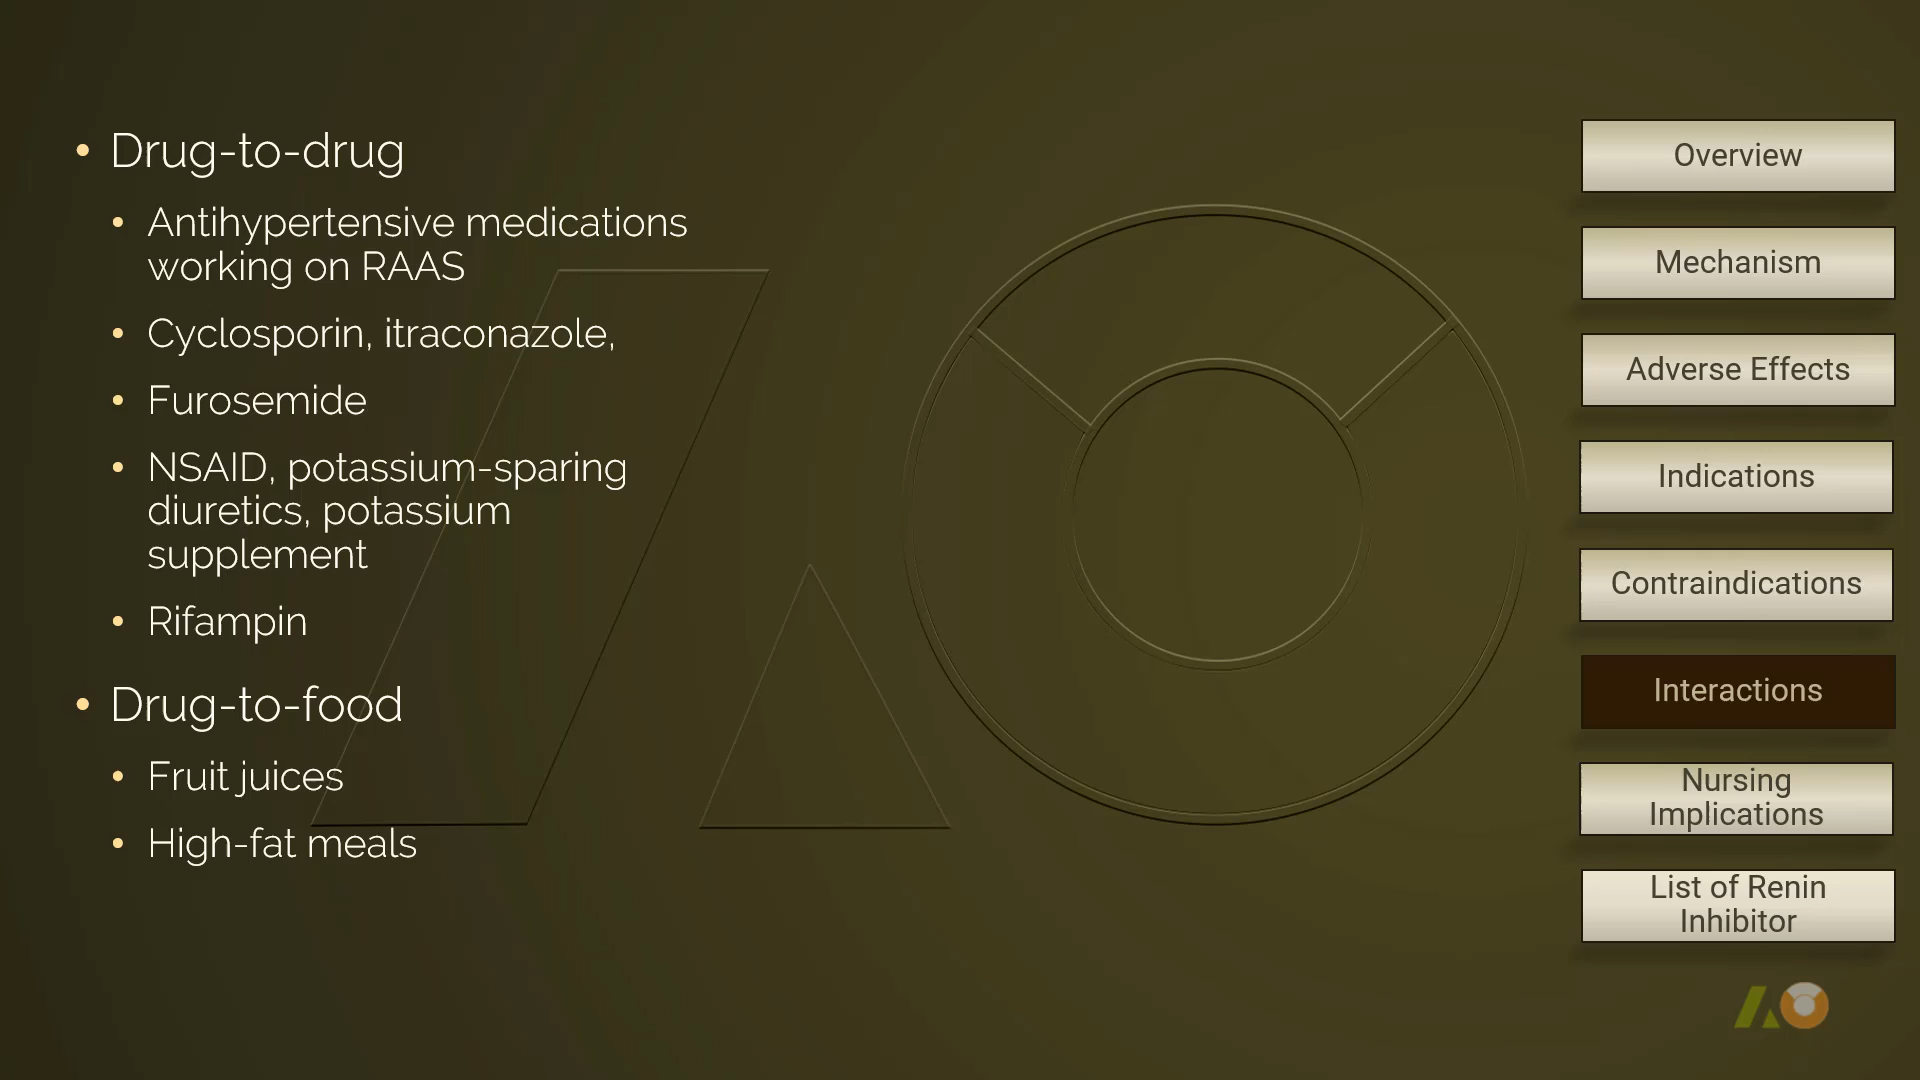 • Drug-to-drug
• Antihypertensive medications
working on RAAS
• Cyclosporin, itraconazole,
• Furosemide
• NSAID, potassium-sparing
diuretics, potassium
supplement
• Rifampin
• Drug-to-food
• Fruit juices
• High-fat meals
Overview
Mechanism
Adverse Effects
Indications
Contraindications
Interactions
Nursing
Implications
List of Renin
Inhibitor